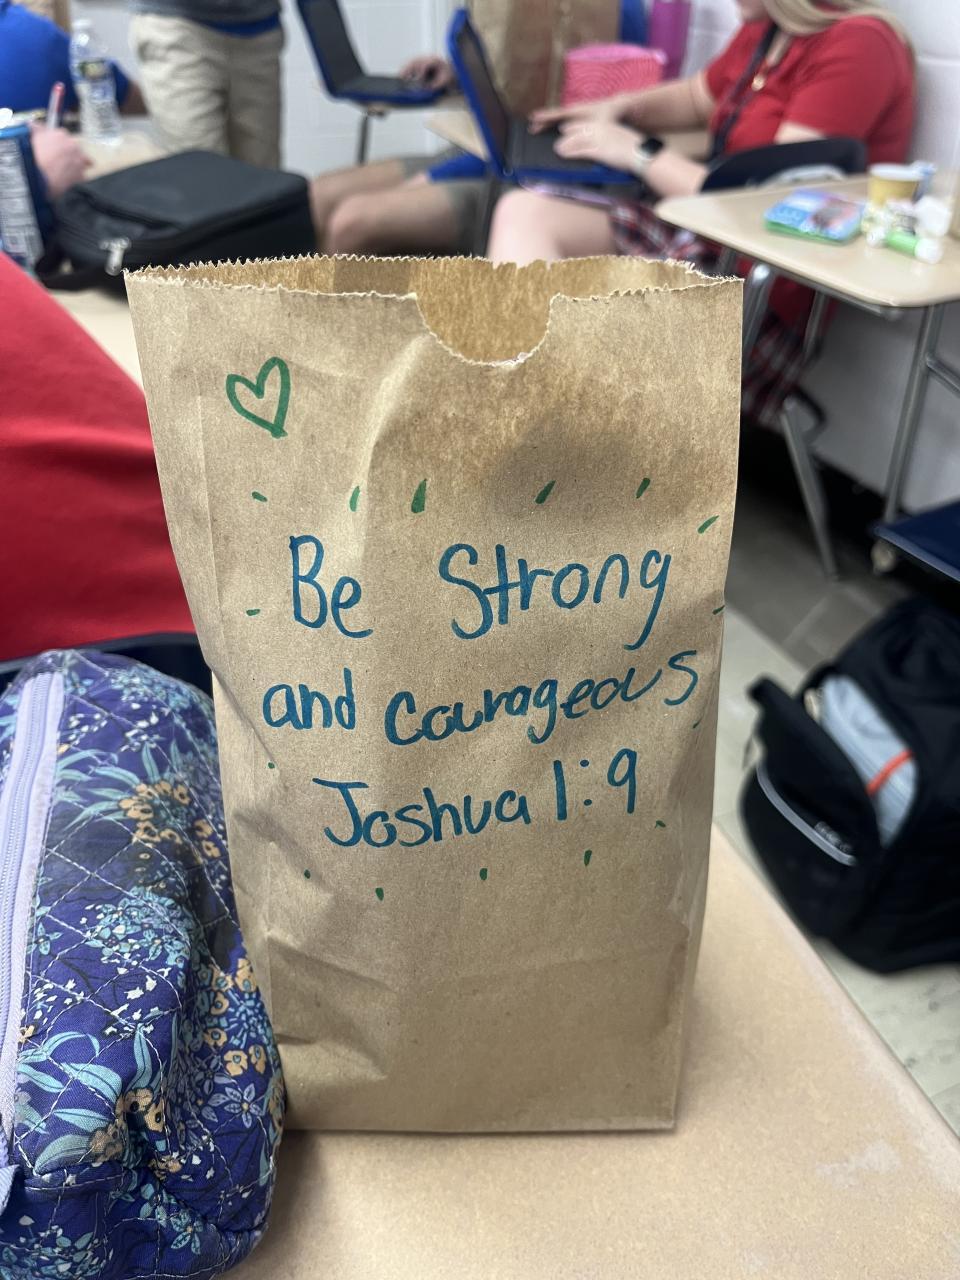 Be Strong
and Courageous
Joshua 1:9